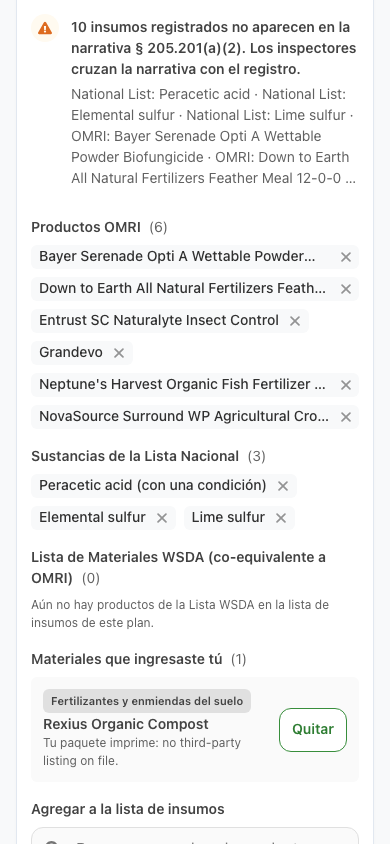 10 insumos registrados no aparecen en la
narrativa § 205.201(a)(2). Los inspectores
cruzan la narrativa con el registro.
National List: Peracetic acid · National List:
Elemental sulfur · National List: Lime sulfur ·
OMRI: Bayer Serenade Opti A Wettable
Powder Biofungicide · OMRI: Down to Earth
All Natural Fertilizers Feather Meal 12-0-0 ...
Productos OMRI (6)
Bayer Serenade Opti A Wettable Powder...
Down to Earth All Natural Fertilizers Feath...
Entrust SC Naturalyte Insect Control
Grandevo
Neptune's Harvest Organic Fish Fertilizer ...
NovaSource Surround WP Agricultural Cro...
Sustancias de la Lista Nacional (3)
Peracetic acid (con una condición)
Elemental sulfur
Lime sulfur
Lista de Materiales WSDA (co-equivalente a
OMRI) (0)
Aún no hay productos de la Lista WSDA en la lista de
insumos de este plan.
Materiales que ingresaste tú (1)
Fertilizantes y enmiendas del suelo
Rexius Organic Compost
Tu paquete imprime: no third-party
listing on file.
Quitar
Agregar a la lista de insumos